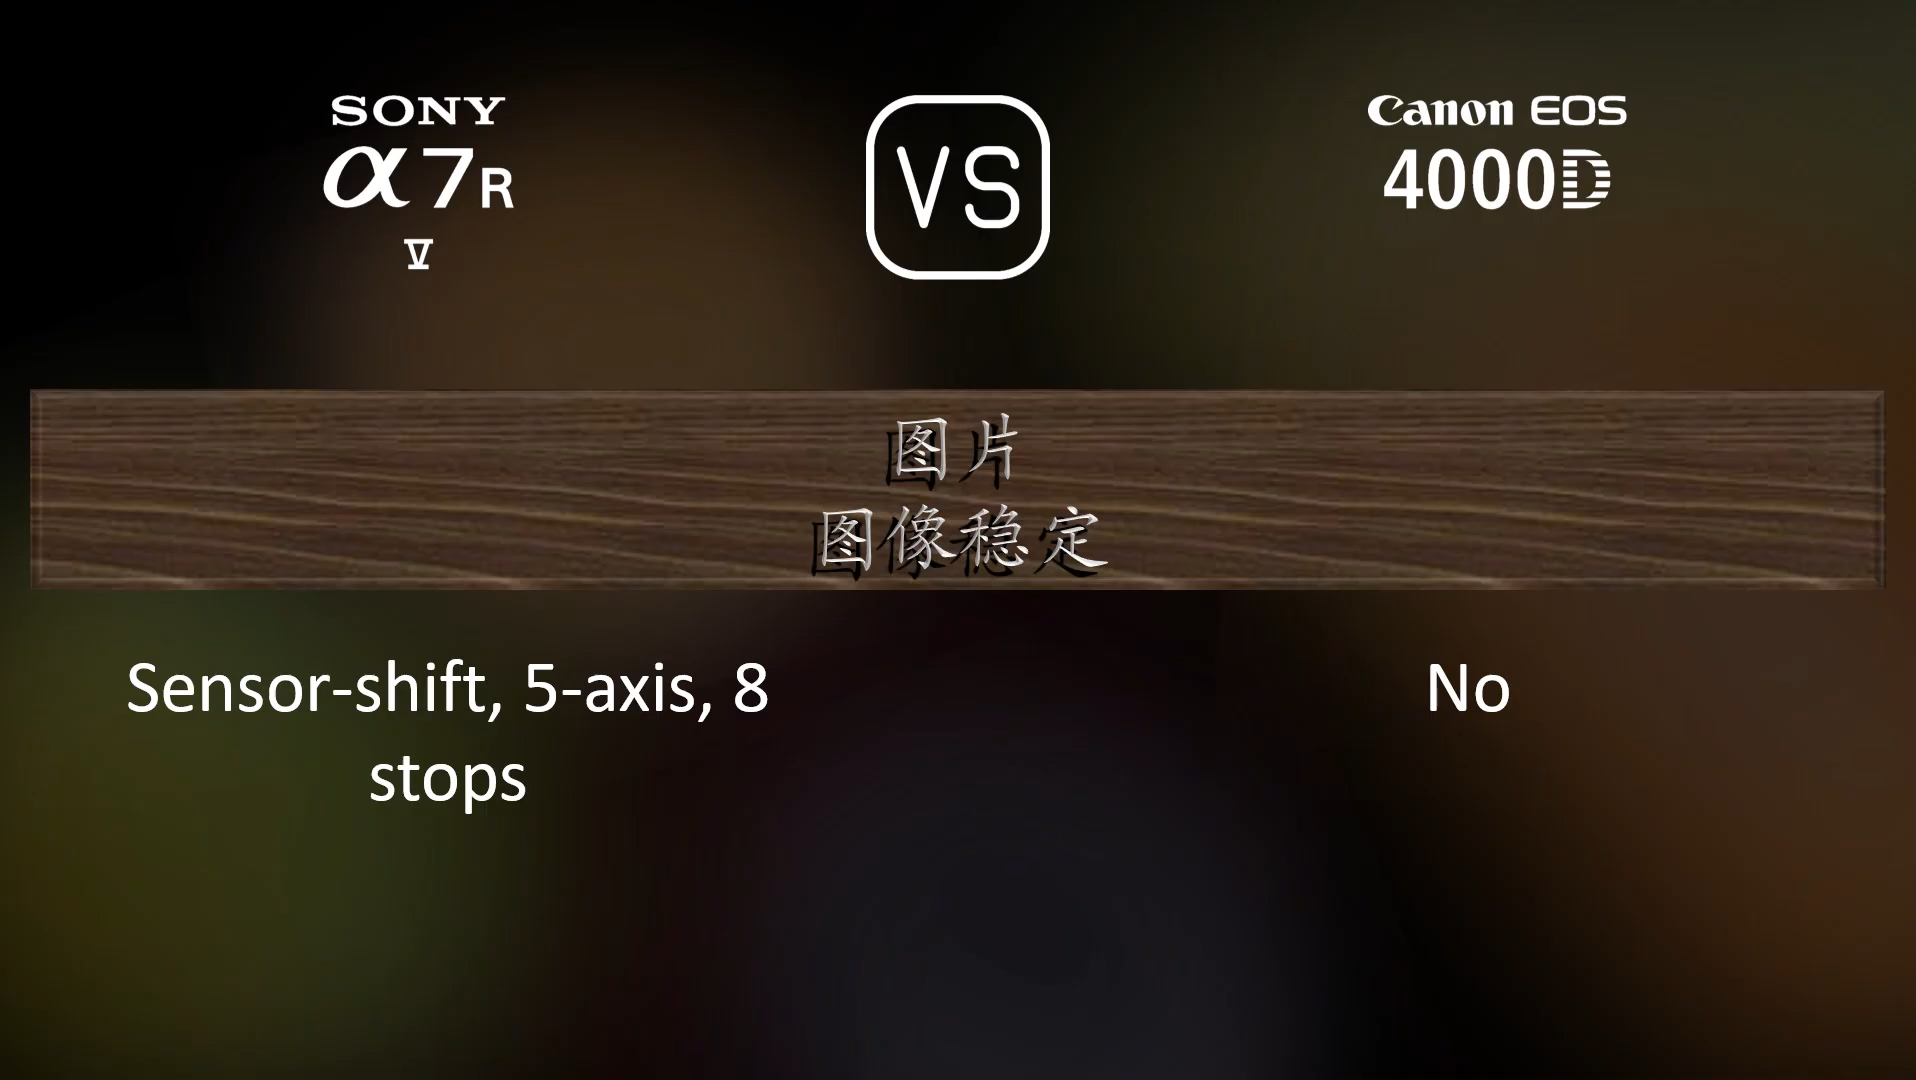 SONY
α7R
V
VS
Canon EOS
4000D
图片
图像稳定
Sensor-shift, 5-axis, 8
stops
No